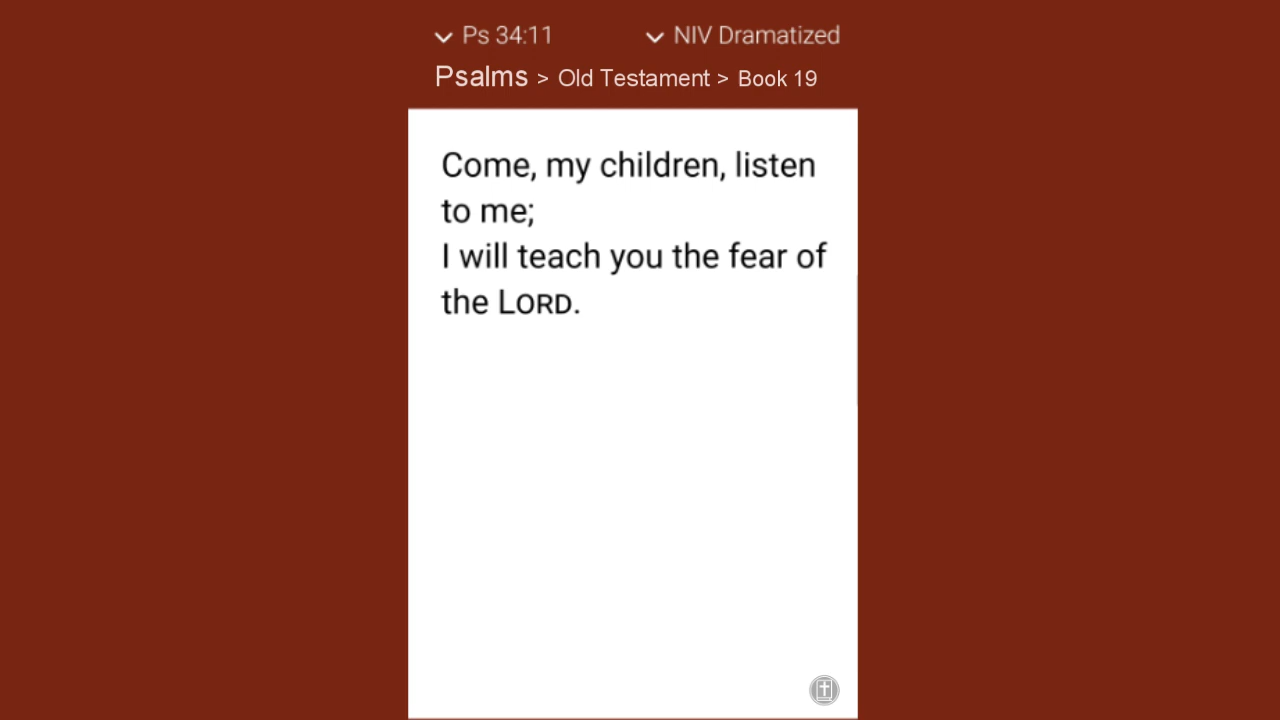 Ps 34:11 NIV Dramatized
Psalms > Old Testament > Book 19
Come, my children, listen
to me;
I will teach you the fear of
the LORD.